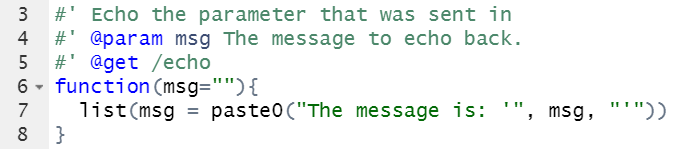 3 #' Echo the parameter that was sent in
4 #' @param msg The message to echo back.
5 #' @get /echo
6 function(msg=""){
7   list(msg = paste0("The message is: '", msg, "'"))
8 }